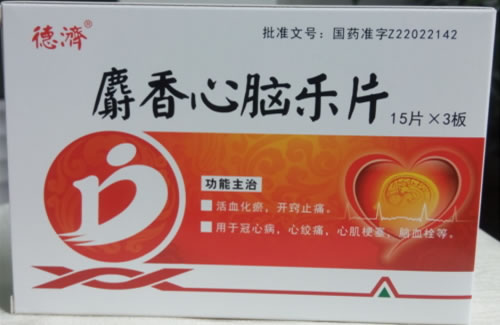 德濟®
批准文号：国药准字Z22022142
麝香心脑乐片
15片×3板
功能主治
活血化瘀，开窍止痛。
用于冠心病，心绞痛，心肌梗塞，脑血栓等。